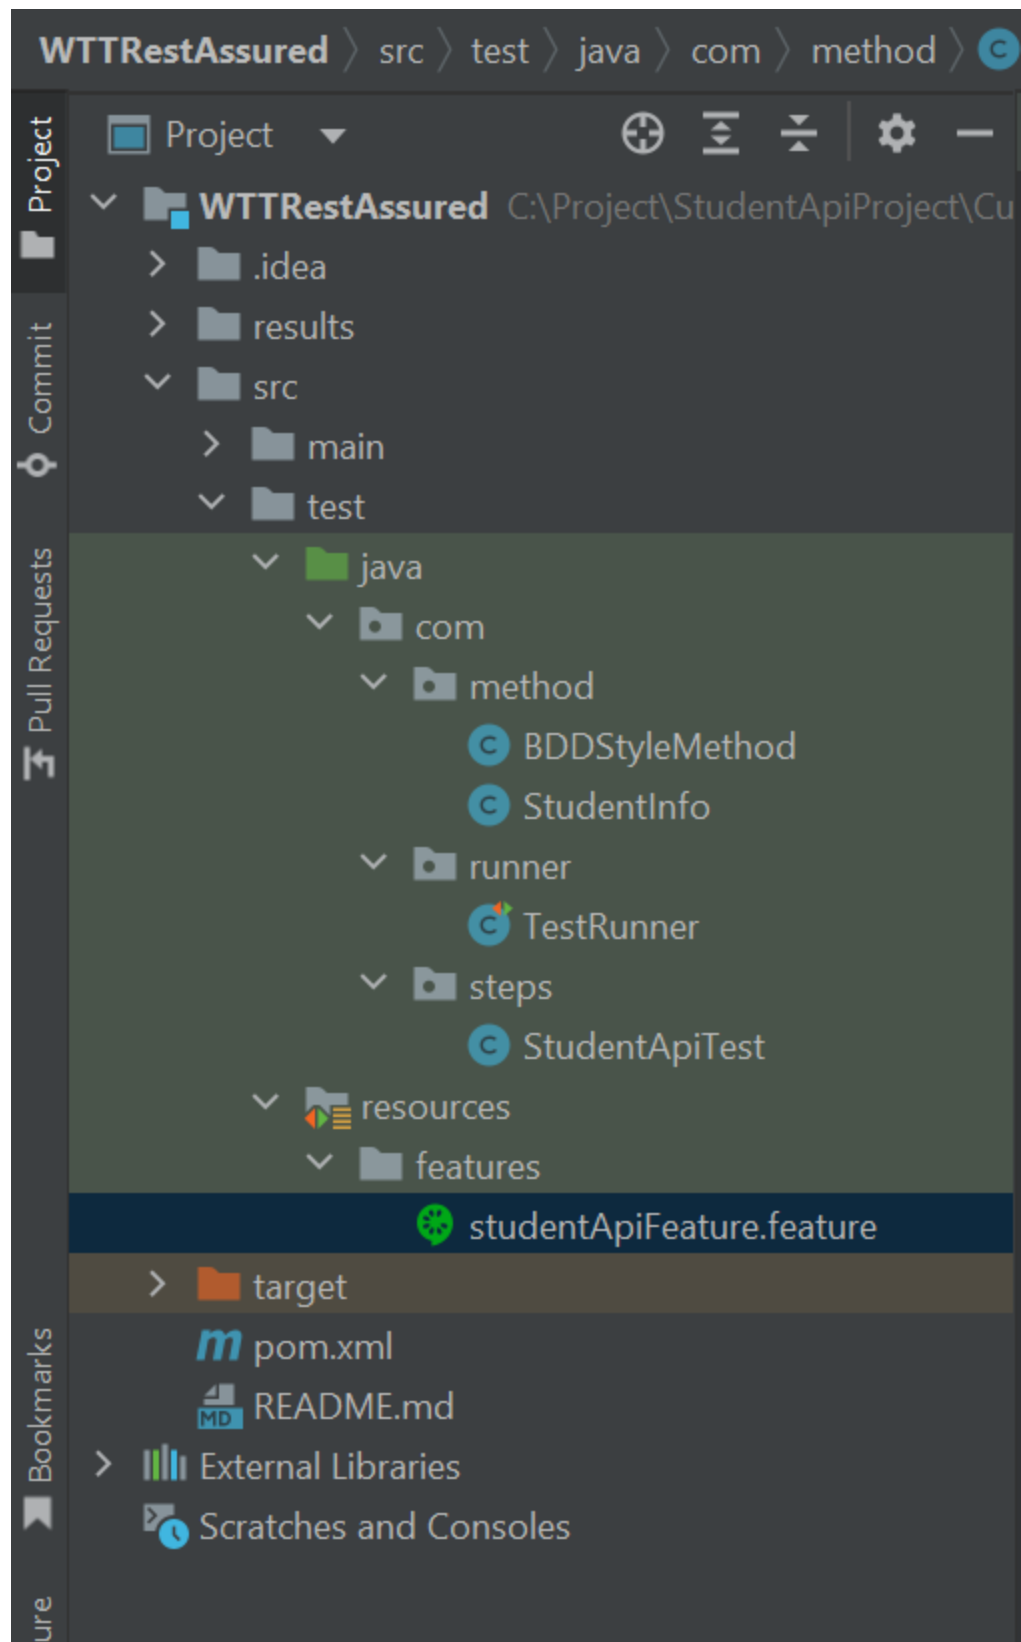 WTTRestAssured src test java com method C
Project
Project
WTTRestAssured C:\Project\StudentApiProject\Cu
.idea
results
src
Commit
main
test
java
Pull Requests
com
method
C BDDStyleMethod
C StudentInfo
runner
C TestRunner
steps
C StudentApiTest
resources
features
studentApiFeature.feature
target
m pom.xml
Bookmarks
MD README.md
External Libraries
Scratches and Consoles
ure